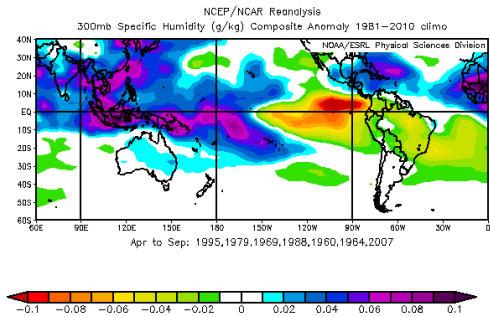 NCEP/NCAR Reanalysis
300mb Specific Humidity (g/kg) Composite Anomaly 1981-2010 climo
NOAA/ESRL Physical Sciences Division
40N
30N
20N
10N
EQ
10S
20S
30S
40S
50S
60S
60E 90E 120E 150E 180 150W 120W 90W 60W 30W 0
Apr to Sep: 1995,1979,1969,1988,1960,1964,2007
-0.1 -0.08 -0.06 -0.04 -0.02 0 0.02 0.04 0.06 0.08 0.1